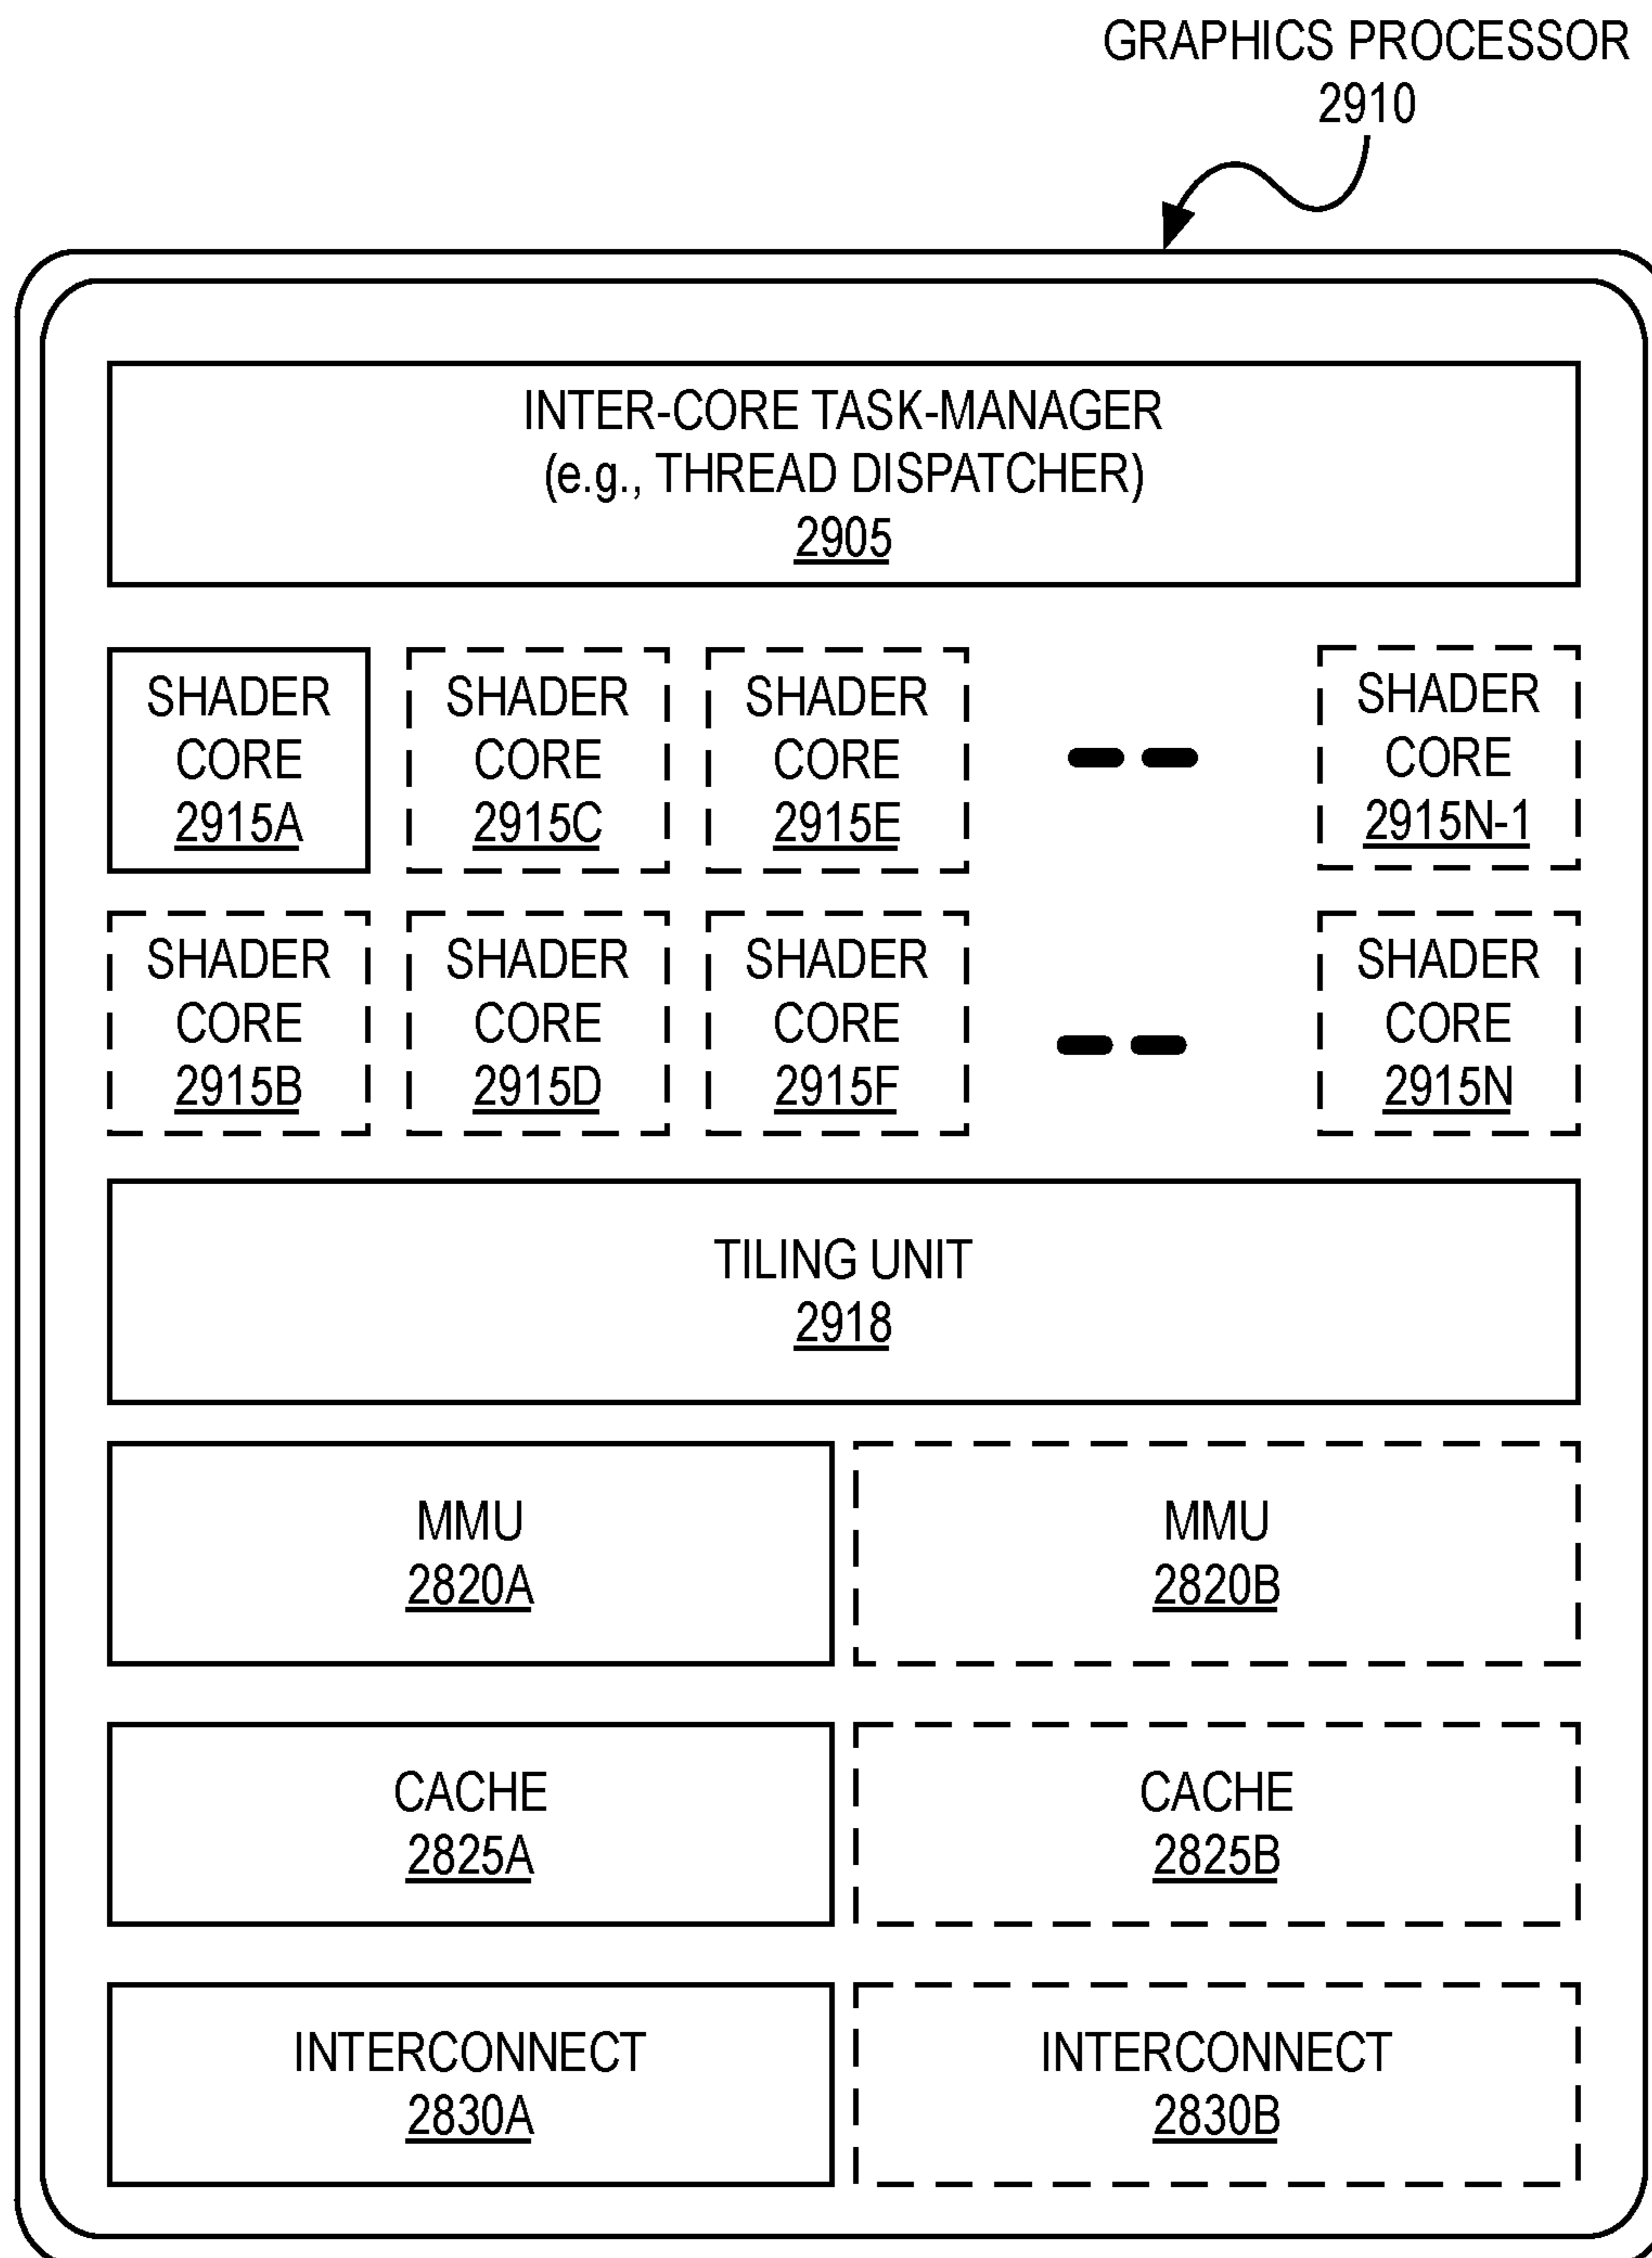 GRAPHICS PROCESSOR
2910
INTER-CORE TASK-MANAGER
(e.g., THREAD DISPATCHER)
2905
SHADER
CORE
2915A
SHADER
CORE
2915C
SHADER
CORE
2915E
SHADER
CORE
2915N-1
SHADER
CORE
2915B
SHADER
CORE
2915D
SHADER
CORE
2915F
SHADER
CORE
2915N
TILING UNIT
2918
MMU
2820A
MMU
2820B
CACHE
2825A
CACHE
2825B
INTERCONNECT
2830A
INTERCONNECT
2830B